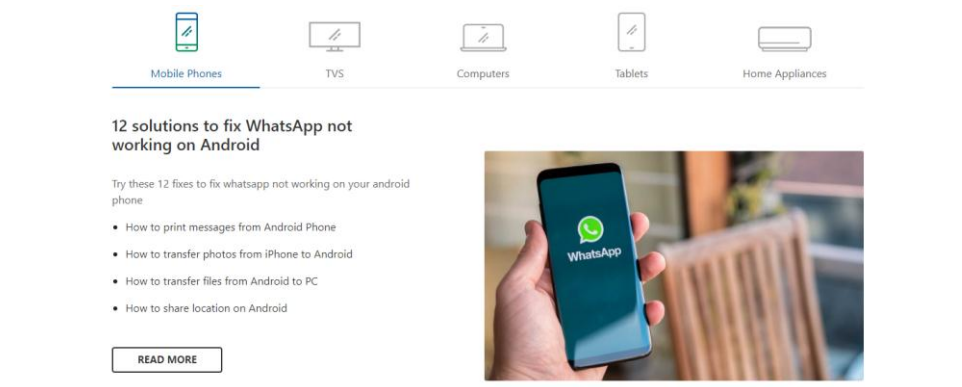 Mobile Phones
TVS
Computers
Tablets
Home Appliances
12 solutions to fix WhatsApp not
working on Android
Try these 12 fixes to fix whatsapp not working on your android
phone
How to print messages from Android Phone
How to transfer photos from iPhone to Android
How to transfer files from Android to PC
How to share location on Android
READ MORE
WhatsApp